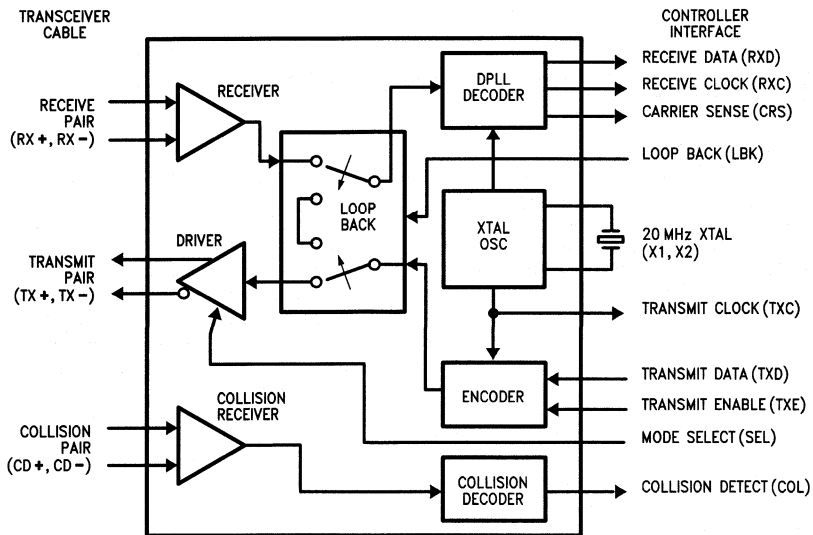 TRANSCEIVER
CABLE
CONTROLLER
INTERFACE
RECEIVE
PAIR
(RX+, RX-)
RECEIVER
DPLL
DECODER
RECEIVE DATA (RXD)
RECEIVE CLOCK (RXC)
CARRIER SENSE (CRS)
LOOP BACK (LBK)
LOOP
BACK
XTAL
OSC
20 MHz XTAL
(X1, X2)
TRANSMIT
PAIR
(TX+, TX-)
DRIVER
TRANSMIT CLOCK (TXC)
ENCODER
TRANSMIT DATA (TXD)
TRANSMIT ENABLE (TXE)
MODE SELECT (SEL)
COLLISION
PAIR
(CD+, CD-)
COLLISION
RECEIVER
COLLISION
DECODER
COLLISION DETECT (COL)